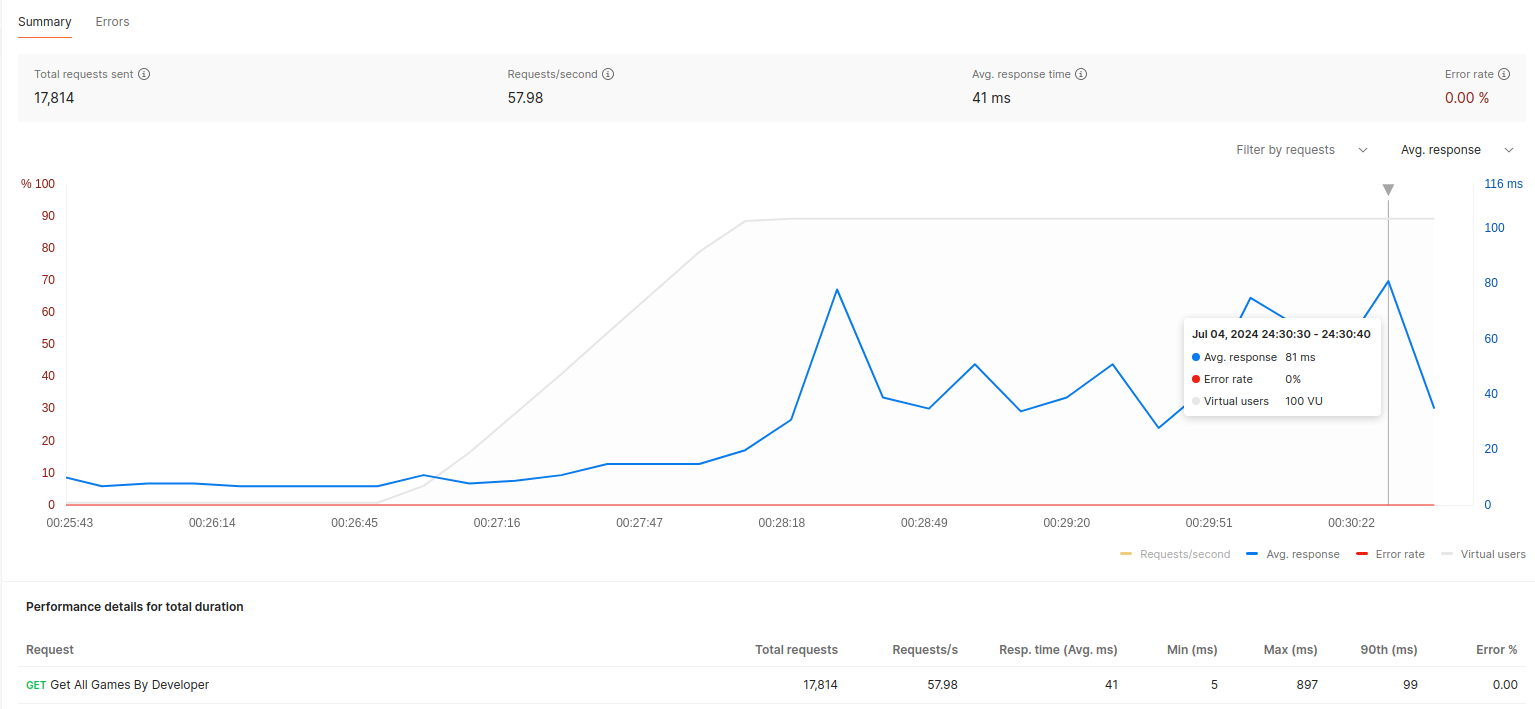 Summary Errors
Total requests sent Requests/second Avg. response time Error rate
17,814 57.98 41 ms 0.00 %
Filter by requests Avg. response
% 100 116 ms
90 100
80
70 80
60
50 60
40 40
30
20 20
10
0 0
Jul 04, 2024 24:30:30 - 24:30:40
Avg. response 81 ms
Error rate 0%
Virtual users 100 VU
00:25:43 00:26:14 00:26:45 00:27:16 00:27:47 00:28:18 00:28:49 00:29:20 00:29:51 00:30:22
Requests/second Avg. response Error rate Virtual users
Performance details for total duration
Request Total requests Requests/s Resp. time (Avg. ms) Min (ms) Max (ms) 90th (ms) Error %
GET Get All Games By Developer 17,814 57.98 41 5 897 99 0.00